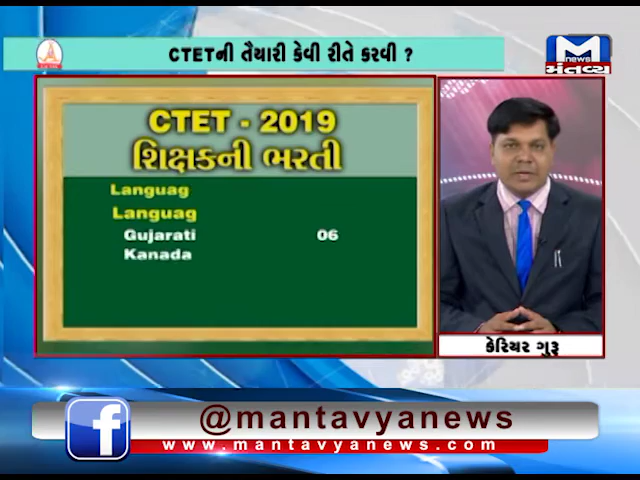 CTETની તૈયારી કેવી રીતે કરવી ?
M
news
મંતવ્ય
CTET - 2019
શિક્ષકની ભરતી
Languag
Languag
Gujarati 06
Kanada
કેરિયર ગુરૂ
f
@mantavyanews
www.mantavyanews.com